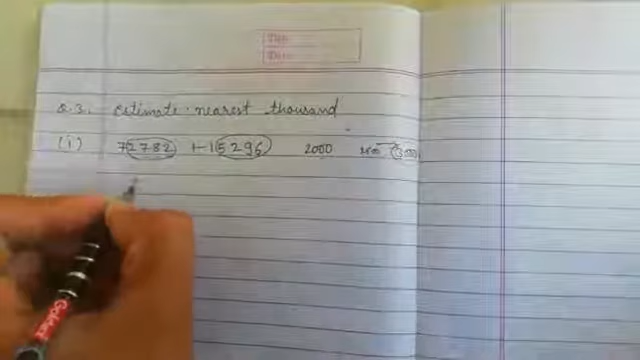 Q.3. estimate. nearest thousand
(i) 72782 + 15296 2000